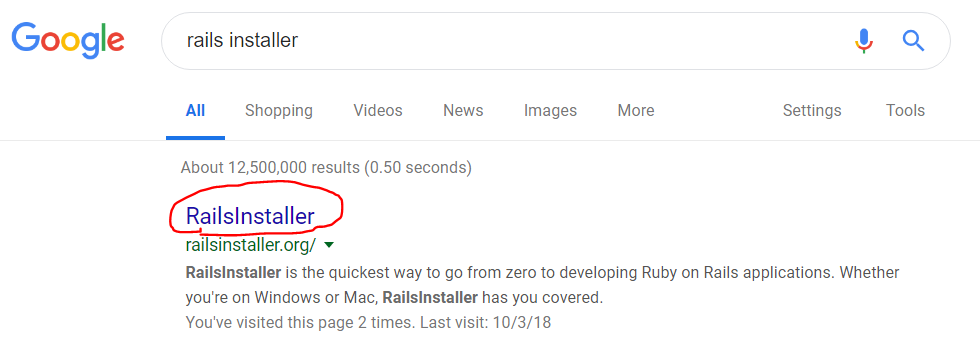 Google
rails installer
All Shopping Videos News Images More Settings Tools
About 12,500,000 results (0.50 seconds)
RailsInstaller
railsinstaller.org/
RailsInstaller is the quickest way to go from zero to developing Ruby on Rails applications. Whether
you're on Windows or Mac, RailsInstaller has you covered.
You've visited this page 2 times. Last visit: 10/3/18